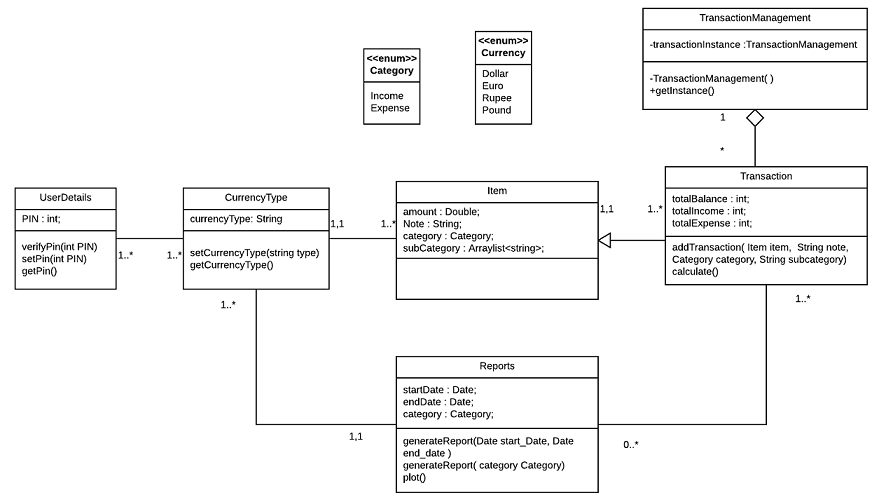 TransactionManagement
-transactionInstance :TransactionManagement
-TransactionManagement( )
+getInstance()
<<enum>>
Category
Income
Expense
<<enum>>
Currency
Dollar
Euro
Rupee
Pound
1
*
Transaction
totalBalance : int;
totalIncome : int;
totalExpense : int;
addTransaction( Item item,  String note,
Category category, String subcategory)
calculate()
UserDetails
PIN : int;
verifyPin(int PIN)
setPin(int PIN)
getPin()
1..*
1..*
CurrencyType
currencyType: String
setCurrencyType(string type)
getCurrencyType()
1,1
1..*
Item
amount : Double;
Note : String;
category : Category;
subCategory : Arraylist<string>;
1,1
1..*
1..*
1..*
Reports
startDate : Date;
endDate : Date;
category : Category;
generateReport(Date start_Date, Date
end_date )
generateReport( category Category)
plot()
1,1
0..*